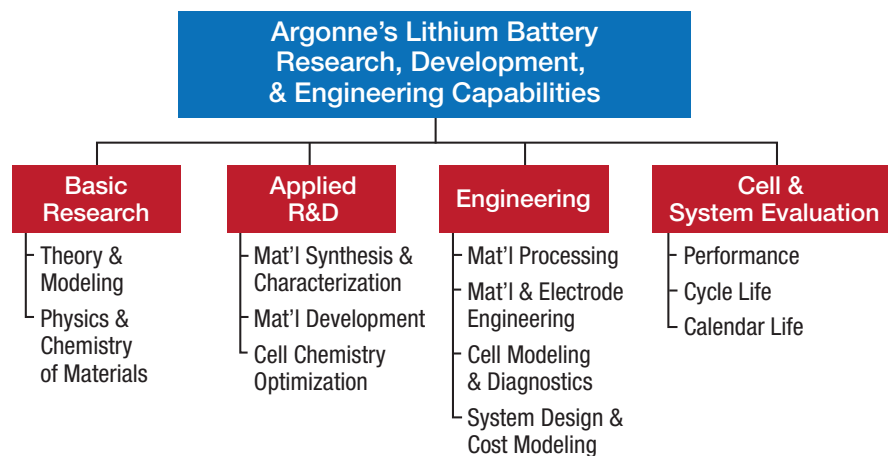 Argonne's Lithium Battery
Research, Development,
& Engineering Capabilities
Basic
Research
Theory &
Modeling
Physics &
Chemistry
of Materials
Applied
R&D
Mat'l Synthesis &
Characterization
Mat'l Development
Cell Chemistry
Optimization
Engineering
Mat'l Processing
Mat'l & Electrode
Engineering
Cell Modeling
& Diagnostics
System Design &
Cost Modeling
Cell &
System Evaluation
Performance
Cycle Life
Calendar Life